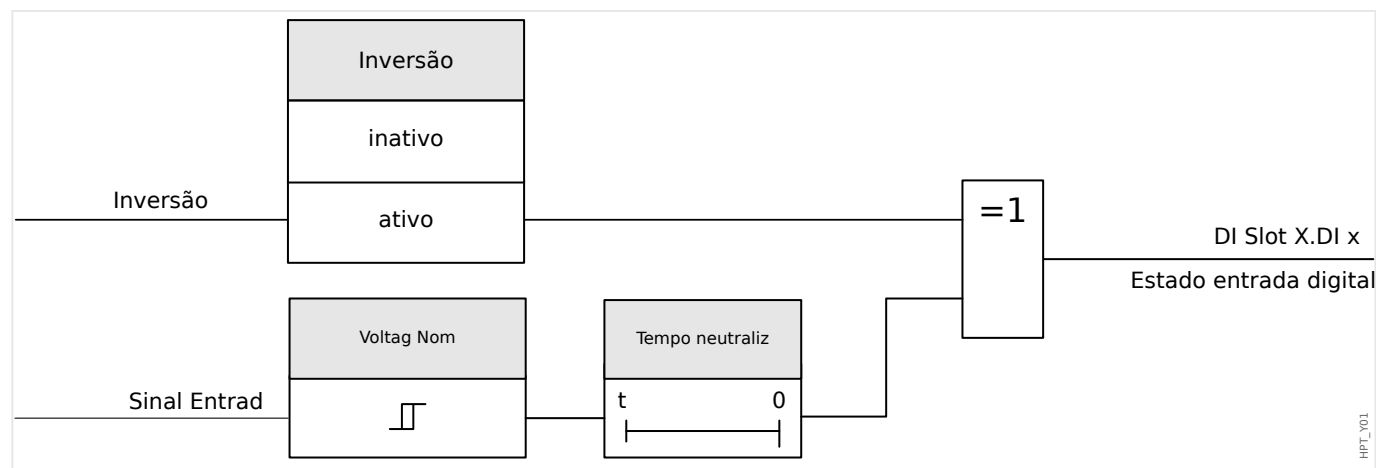 Inversão
inativo
Inversão
ativo
=1
DI Slot X.DI x
Estado entrada digital
Voltag Nom
Tempo neutraliz
Sinal Entrad
t 0
HPT_Y01